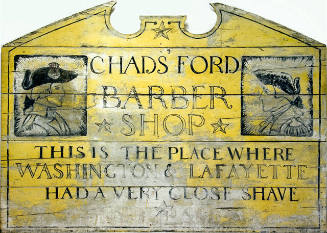 CHADS' FORD
BARBER
SHOP
THIS IS THE PLACE WHERE
WASHINGTON & LAFAYETTE
HAD A VERY CLOSE SHAVE